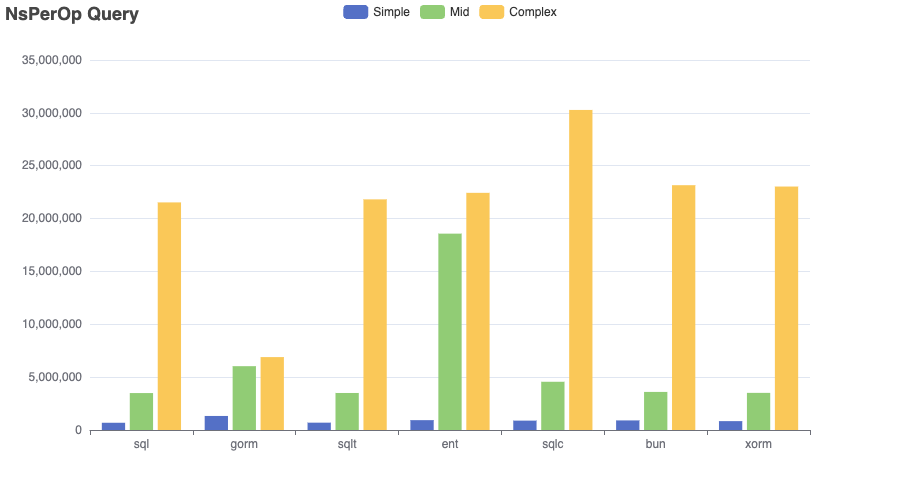 NsPerOp Query
Simple Mid Complex
35,000,000
30,000,000
25,000,000
20,000,000
15,000,000
10,000,000
5,000,000
0
sql gorm sqlt ent sqlc bun xorm